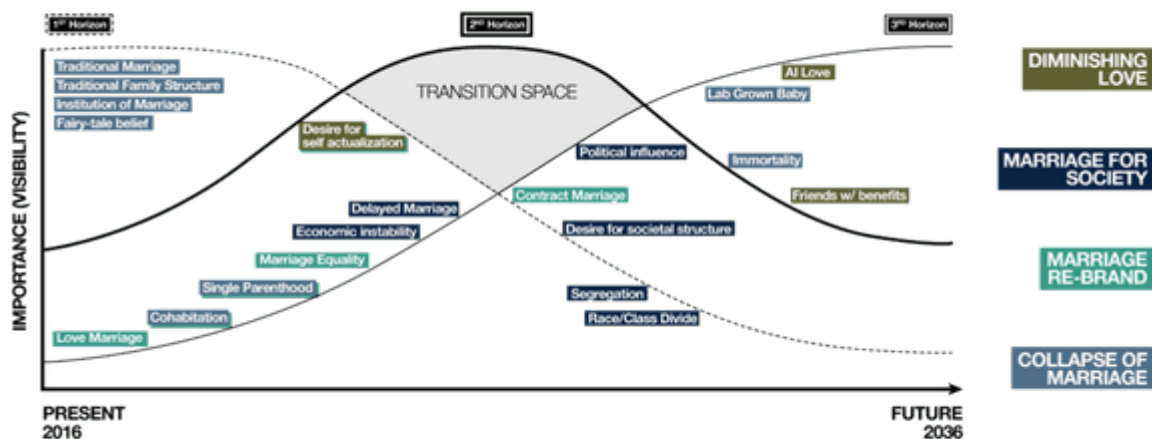 1ST Horizon
2ND Horizon
3RD Horizon
IMPORTANCE (VISIBILITY)
Traditional Marriage
Traditional Family Structure
Institution of Marriage
Fairy-tale belief
Desire for
self actualization
TRANSITION SPACE
AI Love
Lab Grown Baby
Political influence
Immortality
Contract Marriage
Friends w/ benefits
Delayed Marriage
Economic instability
Desire for societal structure
Marriage Equality
Single Parenthood
Segregation
Cohabitation
Race/Class Divide
Love Marriage
PRESENT
2016
FUTURE
2036
DIMINISHING
LOVE
MARRIAGE FOR
SOCIETY
MARRIAGE
RE-BRAND
COLLAPSE OF
MARRIAGE